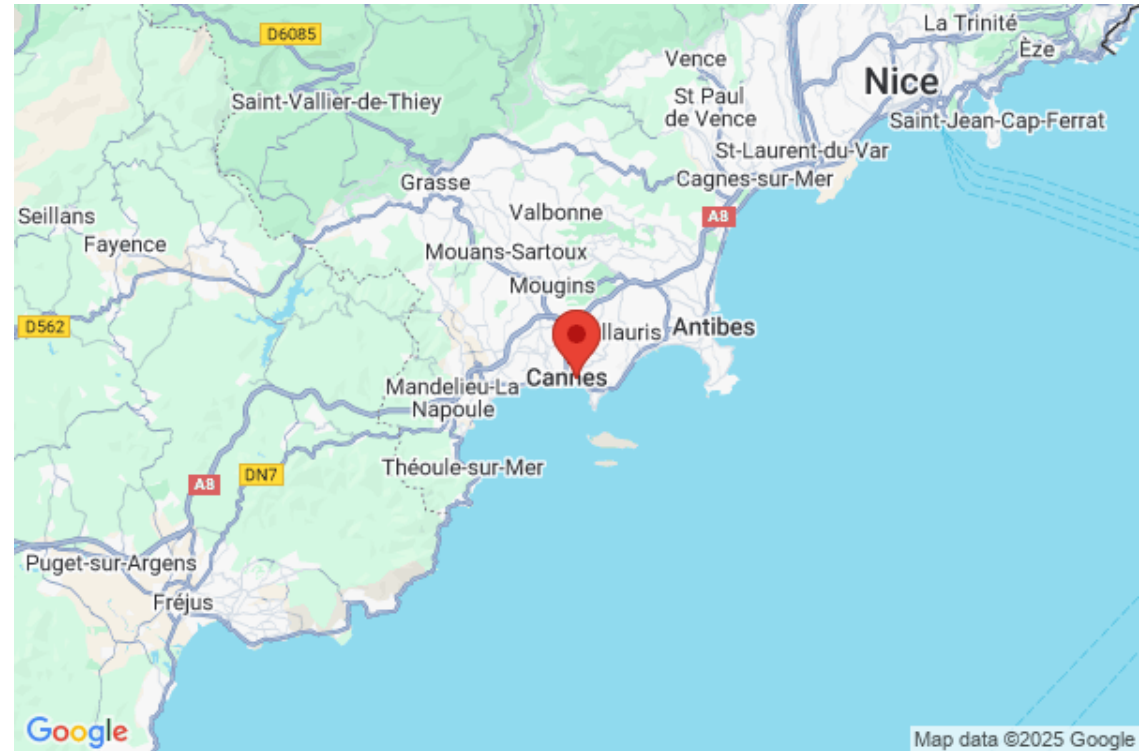 D6085
La Trinité
Èze
Vence
Nice
Saint-Vallier-de-Thiey
St Paul
de Vence
Saint-Jean-Cap-Ferrat
St-Laurent-du-Var
Grasse
Cagnes-sur-Mer
Seillans
Valbonne
A8
Fayence
Mouans-Sartoux
Mougins
D562
llauris
Antibes
Cannes
Mandelieu-La
Napoule
Théoule-sur-Mer
DN7
A8
Puget-sur-Argens
Fréjus
Google
Map data ©2025 Google